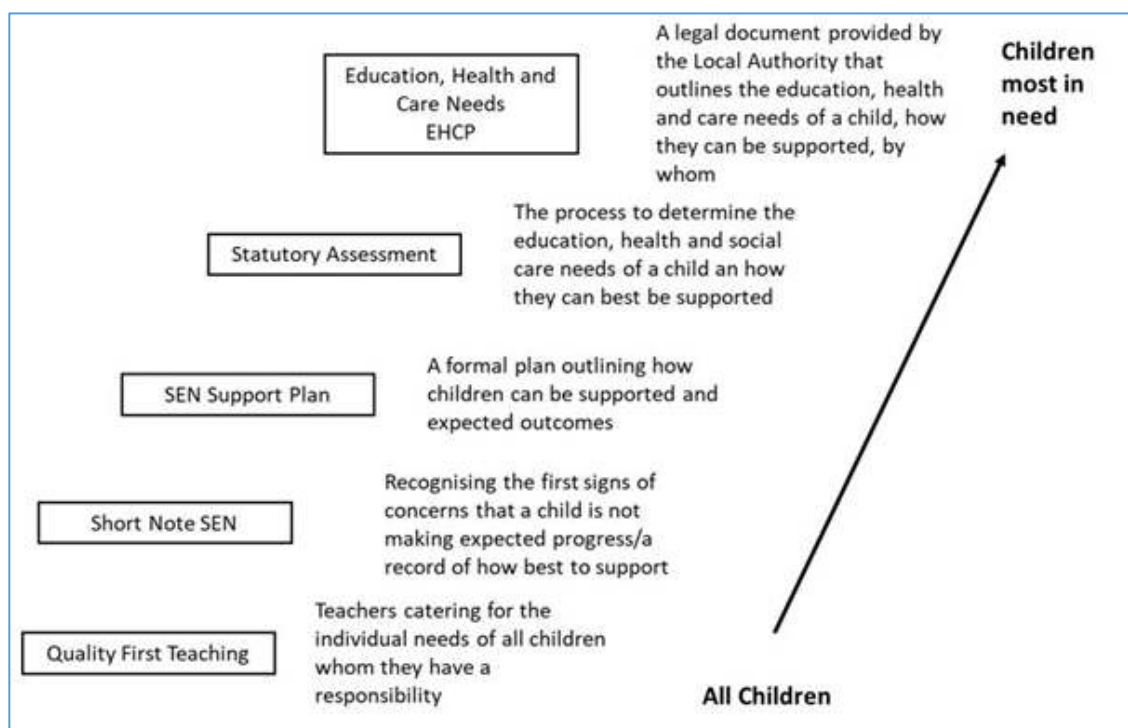 Education, Health and
Care Needs
EHCP
A legal document provided by
the Local Authority that
outlines the education, health
and care needs of a child, how
they can be supported, by
whom
Children
most in
need
Statutory Assessment
The process to determine the
education, health and social
care needs of a child an how
they can best be supported
SEN Support Plan
A formal plan outlining how
children can be supported and
expected outcomes
Short Note SEN
Recognising the first signs of
concerns that a child is not
making expected progress/a
record of how best to support
Quality First Teaching
Teachers catering for the
individual needs of all children
whom they have a
responsibility
All Children